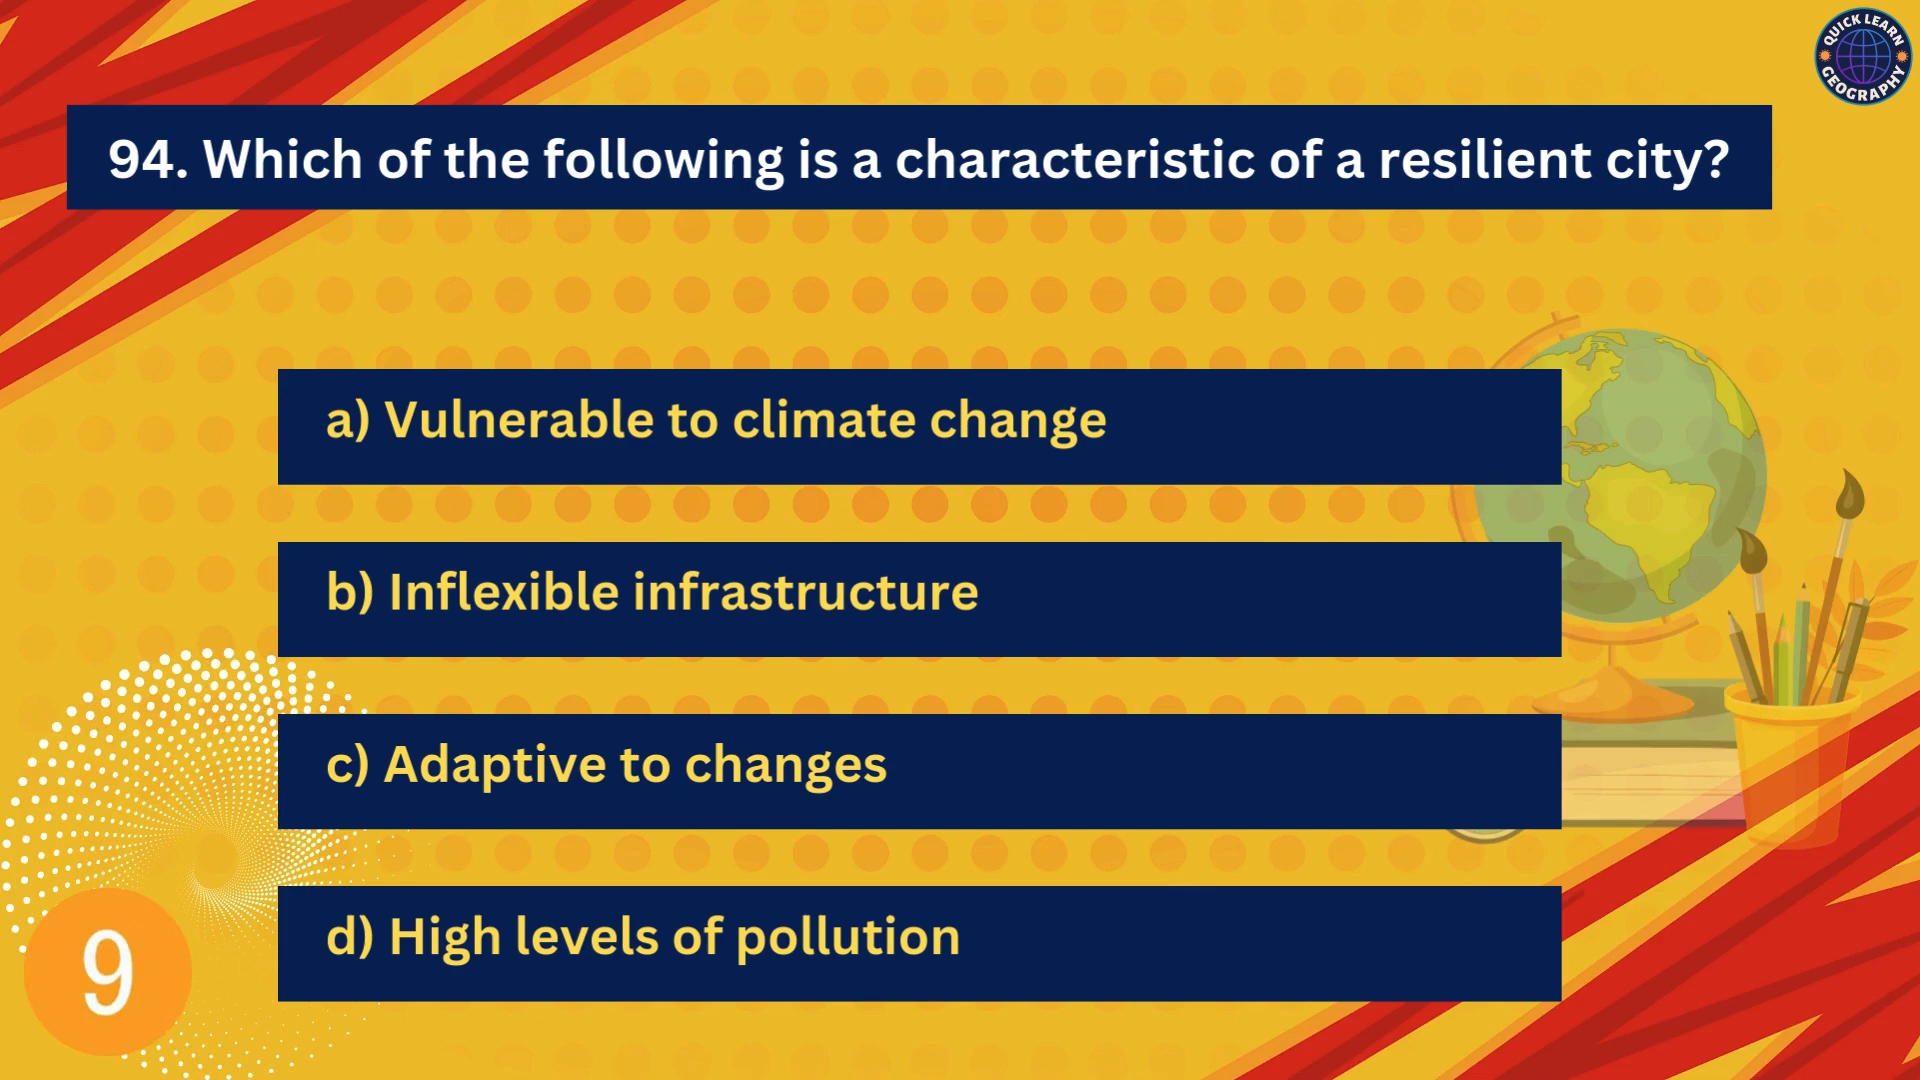 QUICK LEARN
GEOGRAPHY
94. Which of the following is a characteristic of a resilient city?
a) Vulnerable to climate change
b) Inflexible infrastructure
c) Adaptive to changes
d) High levels of pollution
9